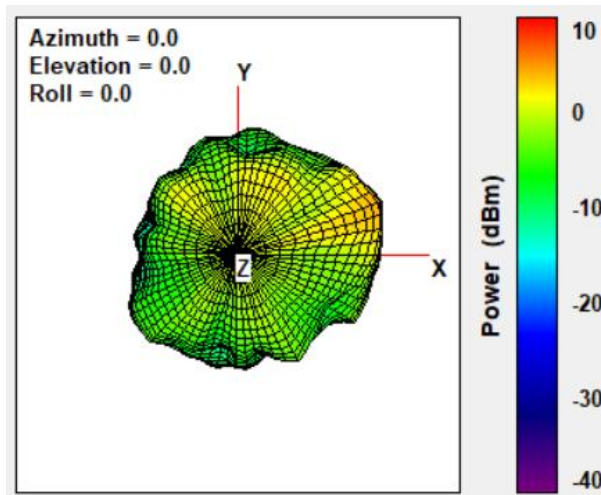 Azimuth = 0.0
Elevation = 0.0
Roll = 0.0
Y
X
Z
Power (dBm)
10
0
-10
-20
-30
-40